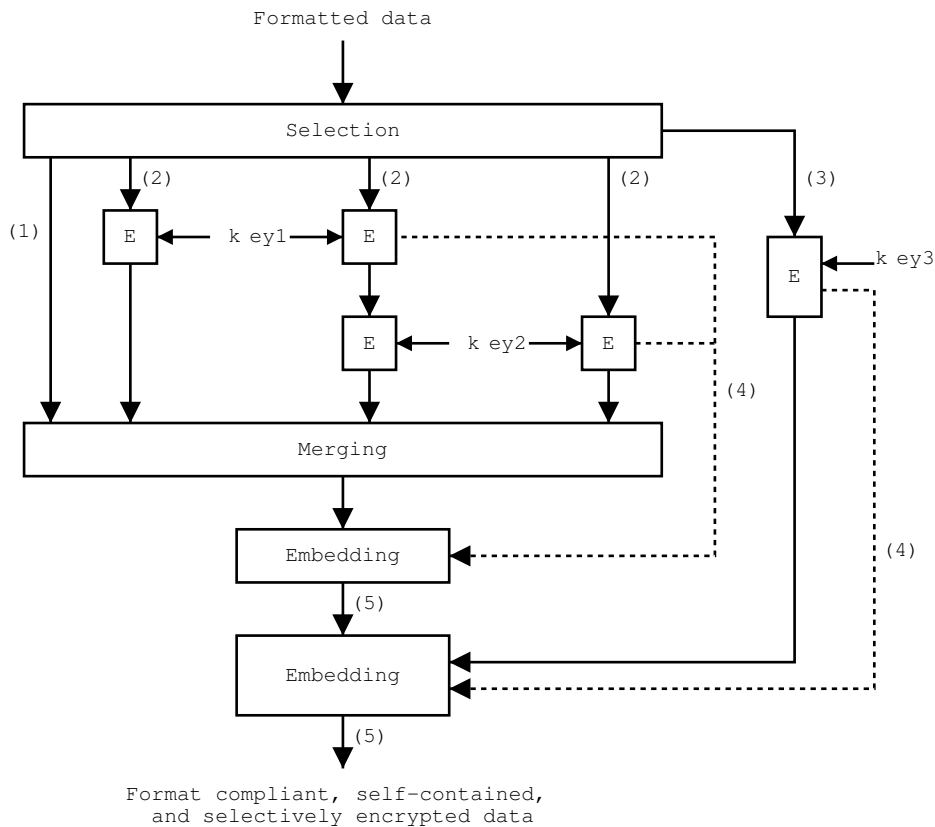 Formatted data
Selection
(2)
(2)
(2)
(3)
(1)
E
k ey1
E
k ey3
E
E
k ey2
E
(4)
Merging
Embedding
(4)
(5)
Embedding
(5)
Format compliant, self-contained,
and selectively encrypted data